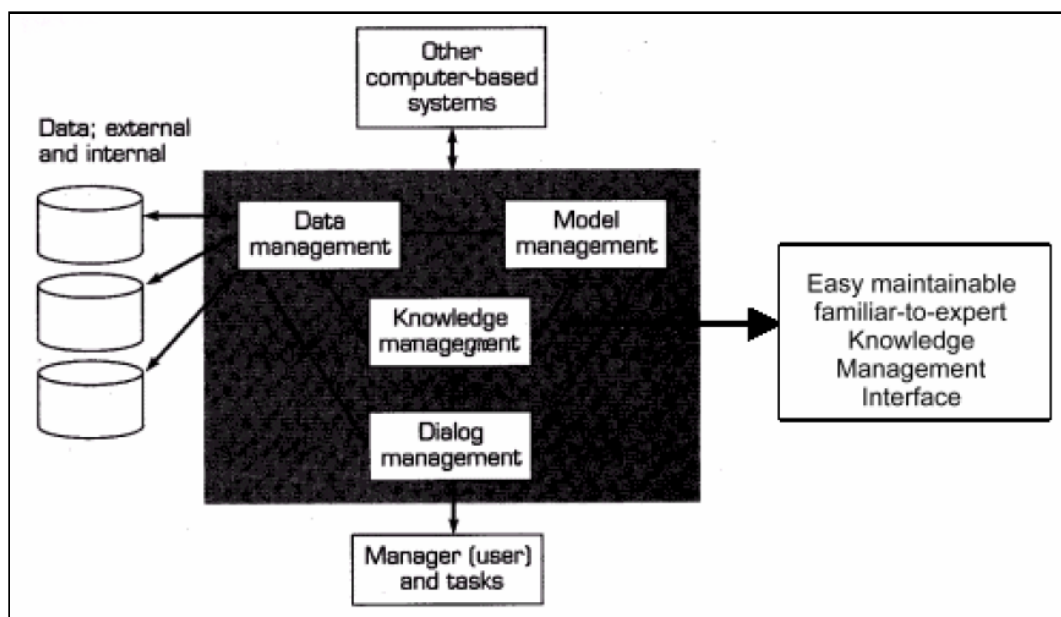 Other
computer-based
systems
Data; external
and internal
Data
management
Model
management
Knowledge
management
Dialog
management
Manager (user)
and tasks
Easy maintainable
familiar-to-expert
Knowledge
Management
Interface